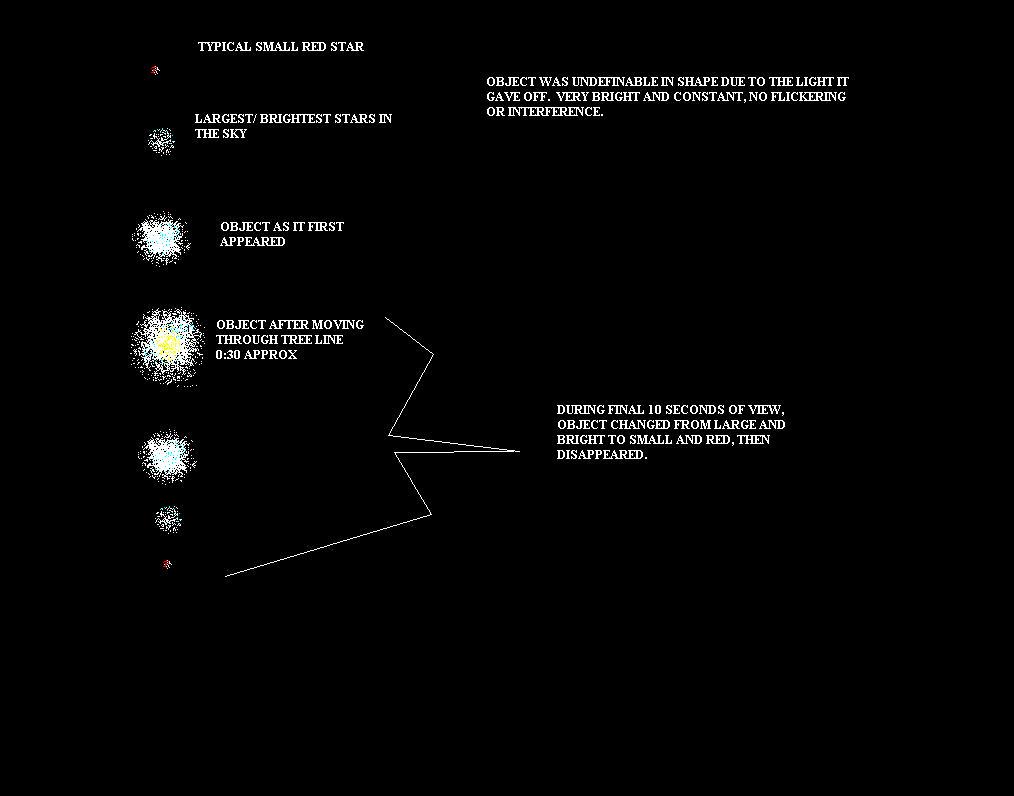 TYPICAL SMALL RED STAR
OBJECT WAS UNDEFINABLE IN SHAPE DUE TO THE LIGHT IT
GAVE OFF. VERY BRIGHT AND CONSTANT, NO FLICKERING
OR INTERFERENCE.
LARGEST/ BRIGHTEST STARS IN
THE SKY
OBJECT AS IT FIRST
APPEARED
OBJECT AFTER MOVING
THROUGH TREE LINE
0:30 APPROX
DURING FINAL 10 SECONDS OF VIEW,
OBJECT CHANGED FROM LARGE AND
BRIGHT TO SMALL AND RED, THEN
DISAPPEARED.